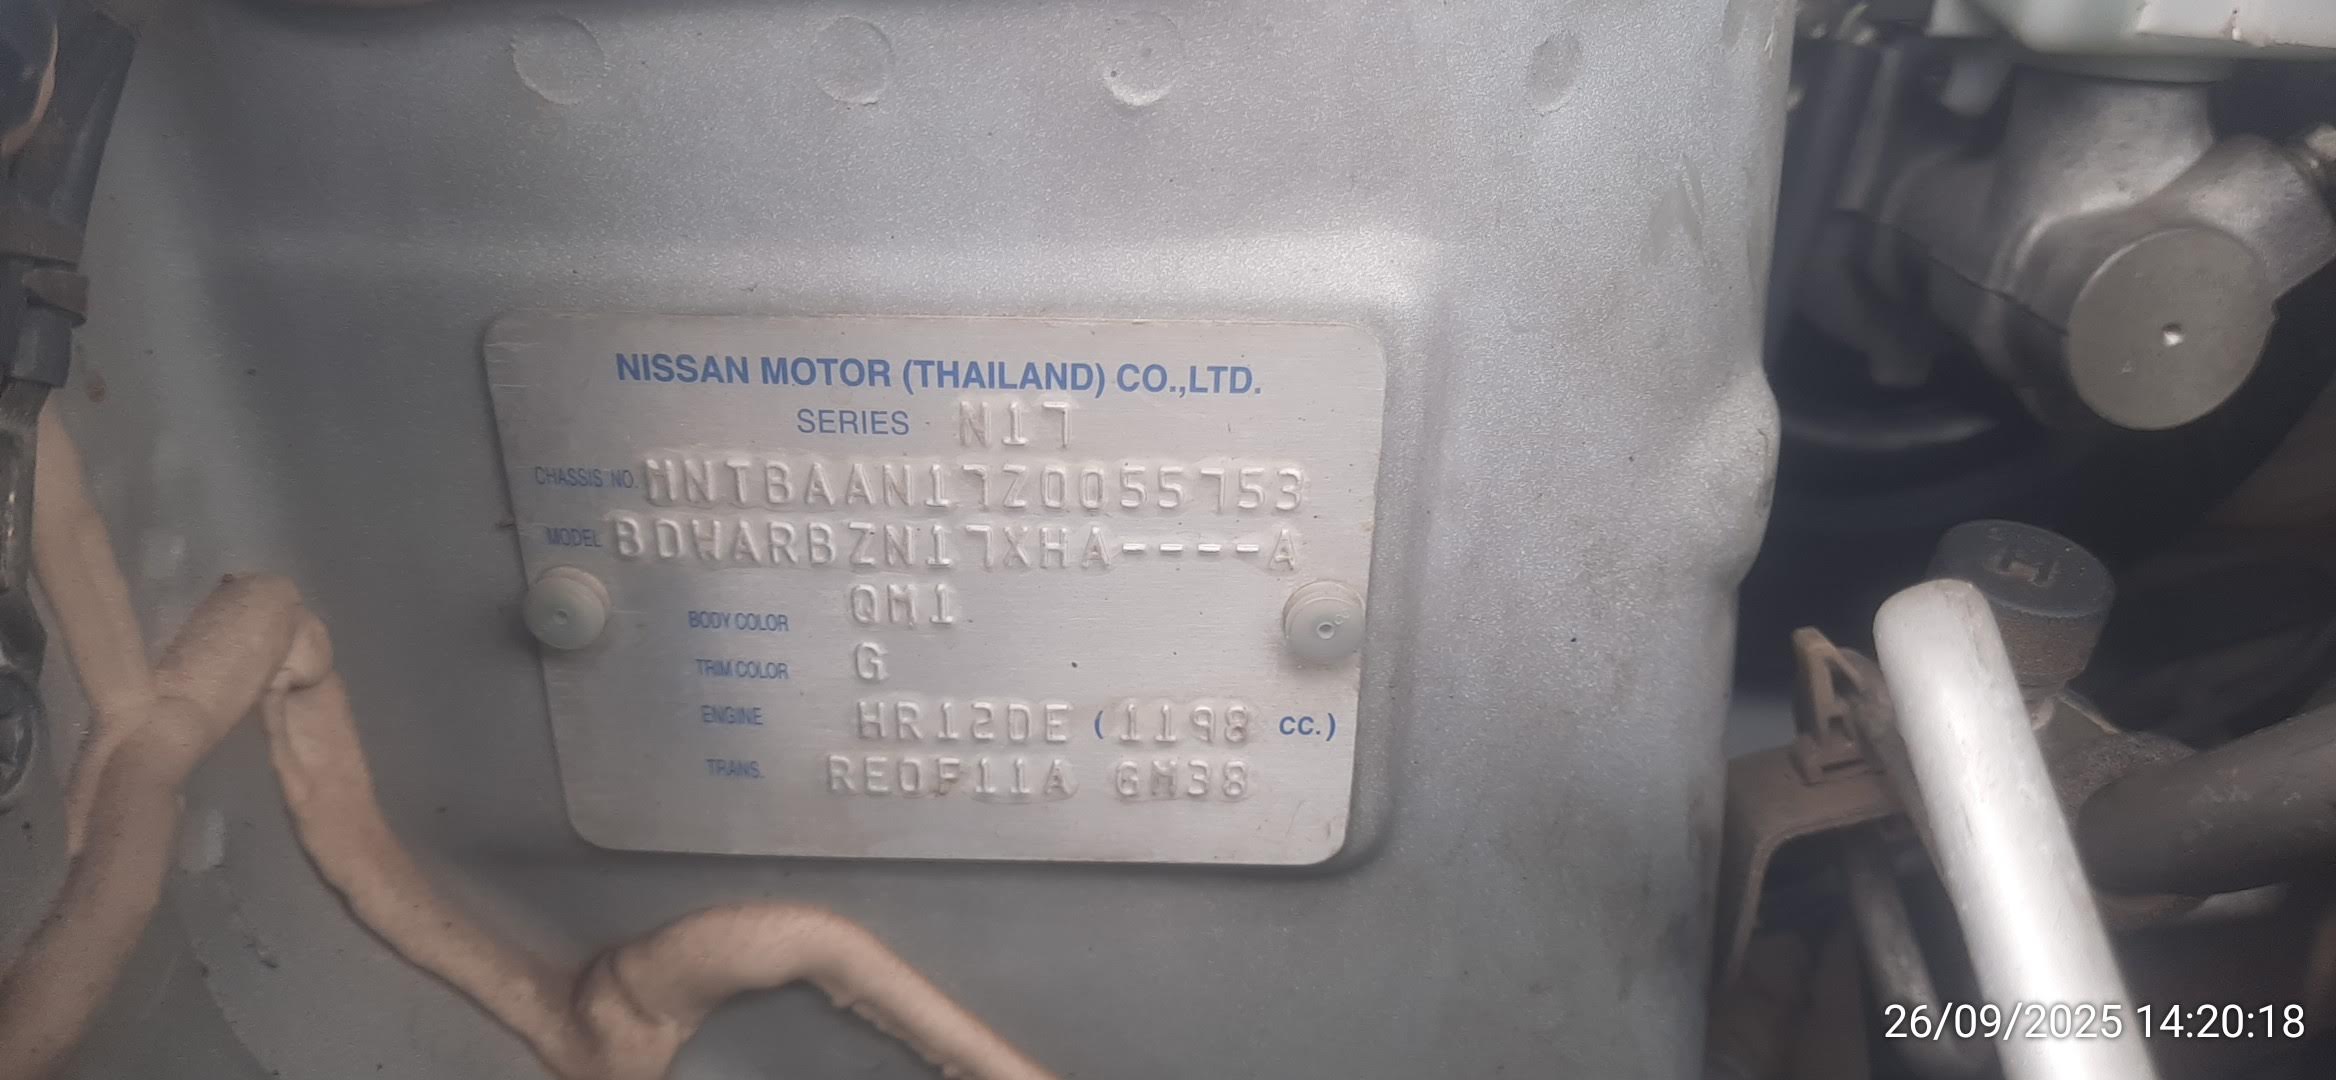 NISSAN MOTOR (THAILAND) CO.,LTD.
SERIES N17
CHASSIS NO. MNTBAAN17Z0055753
MODEL BDWARBZN17XHA----A
BODY COLOR QM1
TRIM COLOR G
ENGINE HR12DE (1198 CC.)
TRANS. RE0F11A GM38
26/09/2025 14:20:18